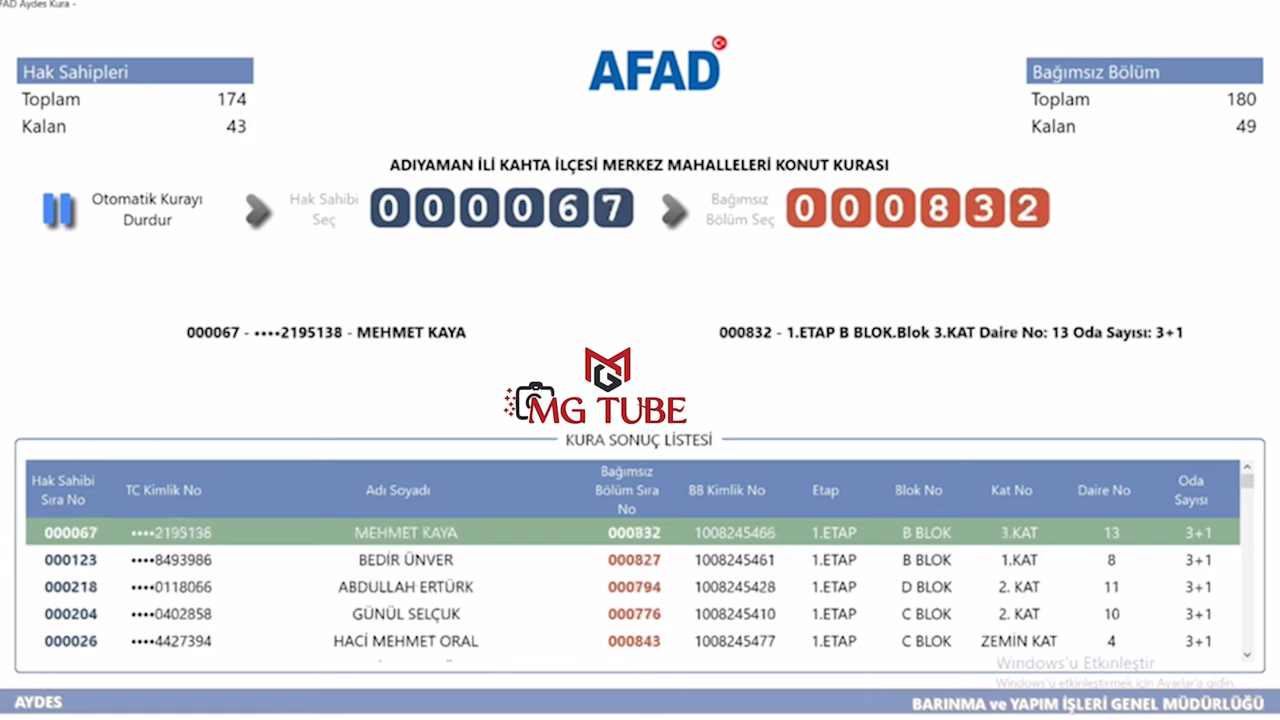 FAD Aydes Kura -
AFAD
Hak Sahipleri
Toplam 174
Kalan 43
Bağımsız Bölüm
Toplam 180
Kalan 49
ADIYAMAN İLİ KAHTA İLÇESİ MERKEZ MAHALLELERİ KONUT KURASI
Otomatik Kurayı
Durdur
Hak Sahibi
Seç
000067
Bağımsız
Bölüm Seç
000832
000067 - ••••2195138 - MEHMET KAYA
000832 - 1.ETAP B BLOK.Blok 3.KAT Daire No: 13 Oda Sayısı: 3+1
MG
MG TUBE
KURA SONUÇ LİSTESİ
Hak Sahibi Sıra No TC Kimlik No Adı Soyadı Bağımsız Bölüm Sıra No BB Kimlik No Etap Blok No Kat No Daire No Oda Sayısı
000067 ••••2195138 MEHMET KAYA 000832 1008245466 1.ETAP B BLOK 3.KAT 13 3+1
000123 ••••8493986 BEDİR ÜNVER 000827 1008245461 1.ETAP B BLOK 1.KAT 8 3+1
000218 ••••0118066 ABDULLAH ERTÜRK 000794 1008245428 1.ETAP D BLOK 2. KAT 11 3+1
000204 ••••0402858 GÜNÜL SELÇUK 000776 1008245410 1.ETAP C BLOK 2. KAT 10 3+1
000026 ••••4427394 HACİ MEHMET ORAL 000843 1008245477 1.ETAP C BLOK ZEMİN KAT 4 3+1
Windows'u Etkinleştir
Windows'u etkinleştirmek için Ayarlar'a gidin.
AYDES
BARINMA ve YAPIM İŞLERİ GENEL MÜDÜRLÜĞÜ